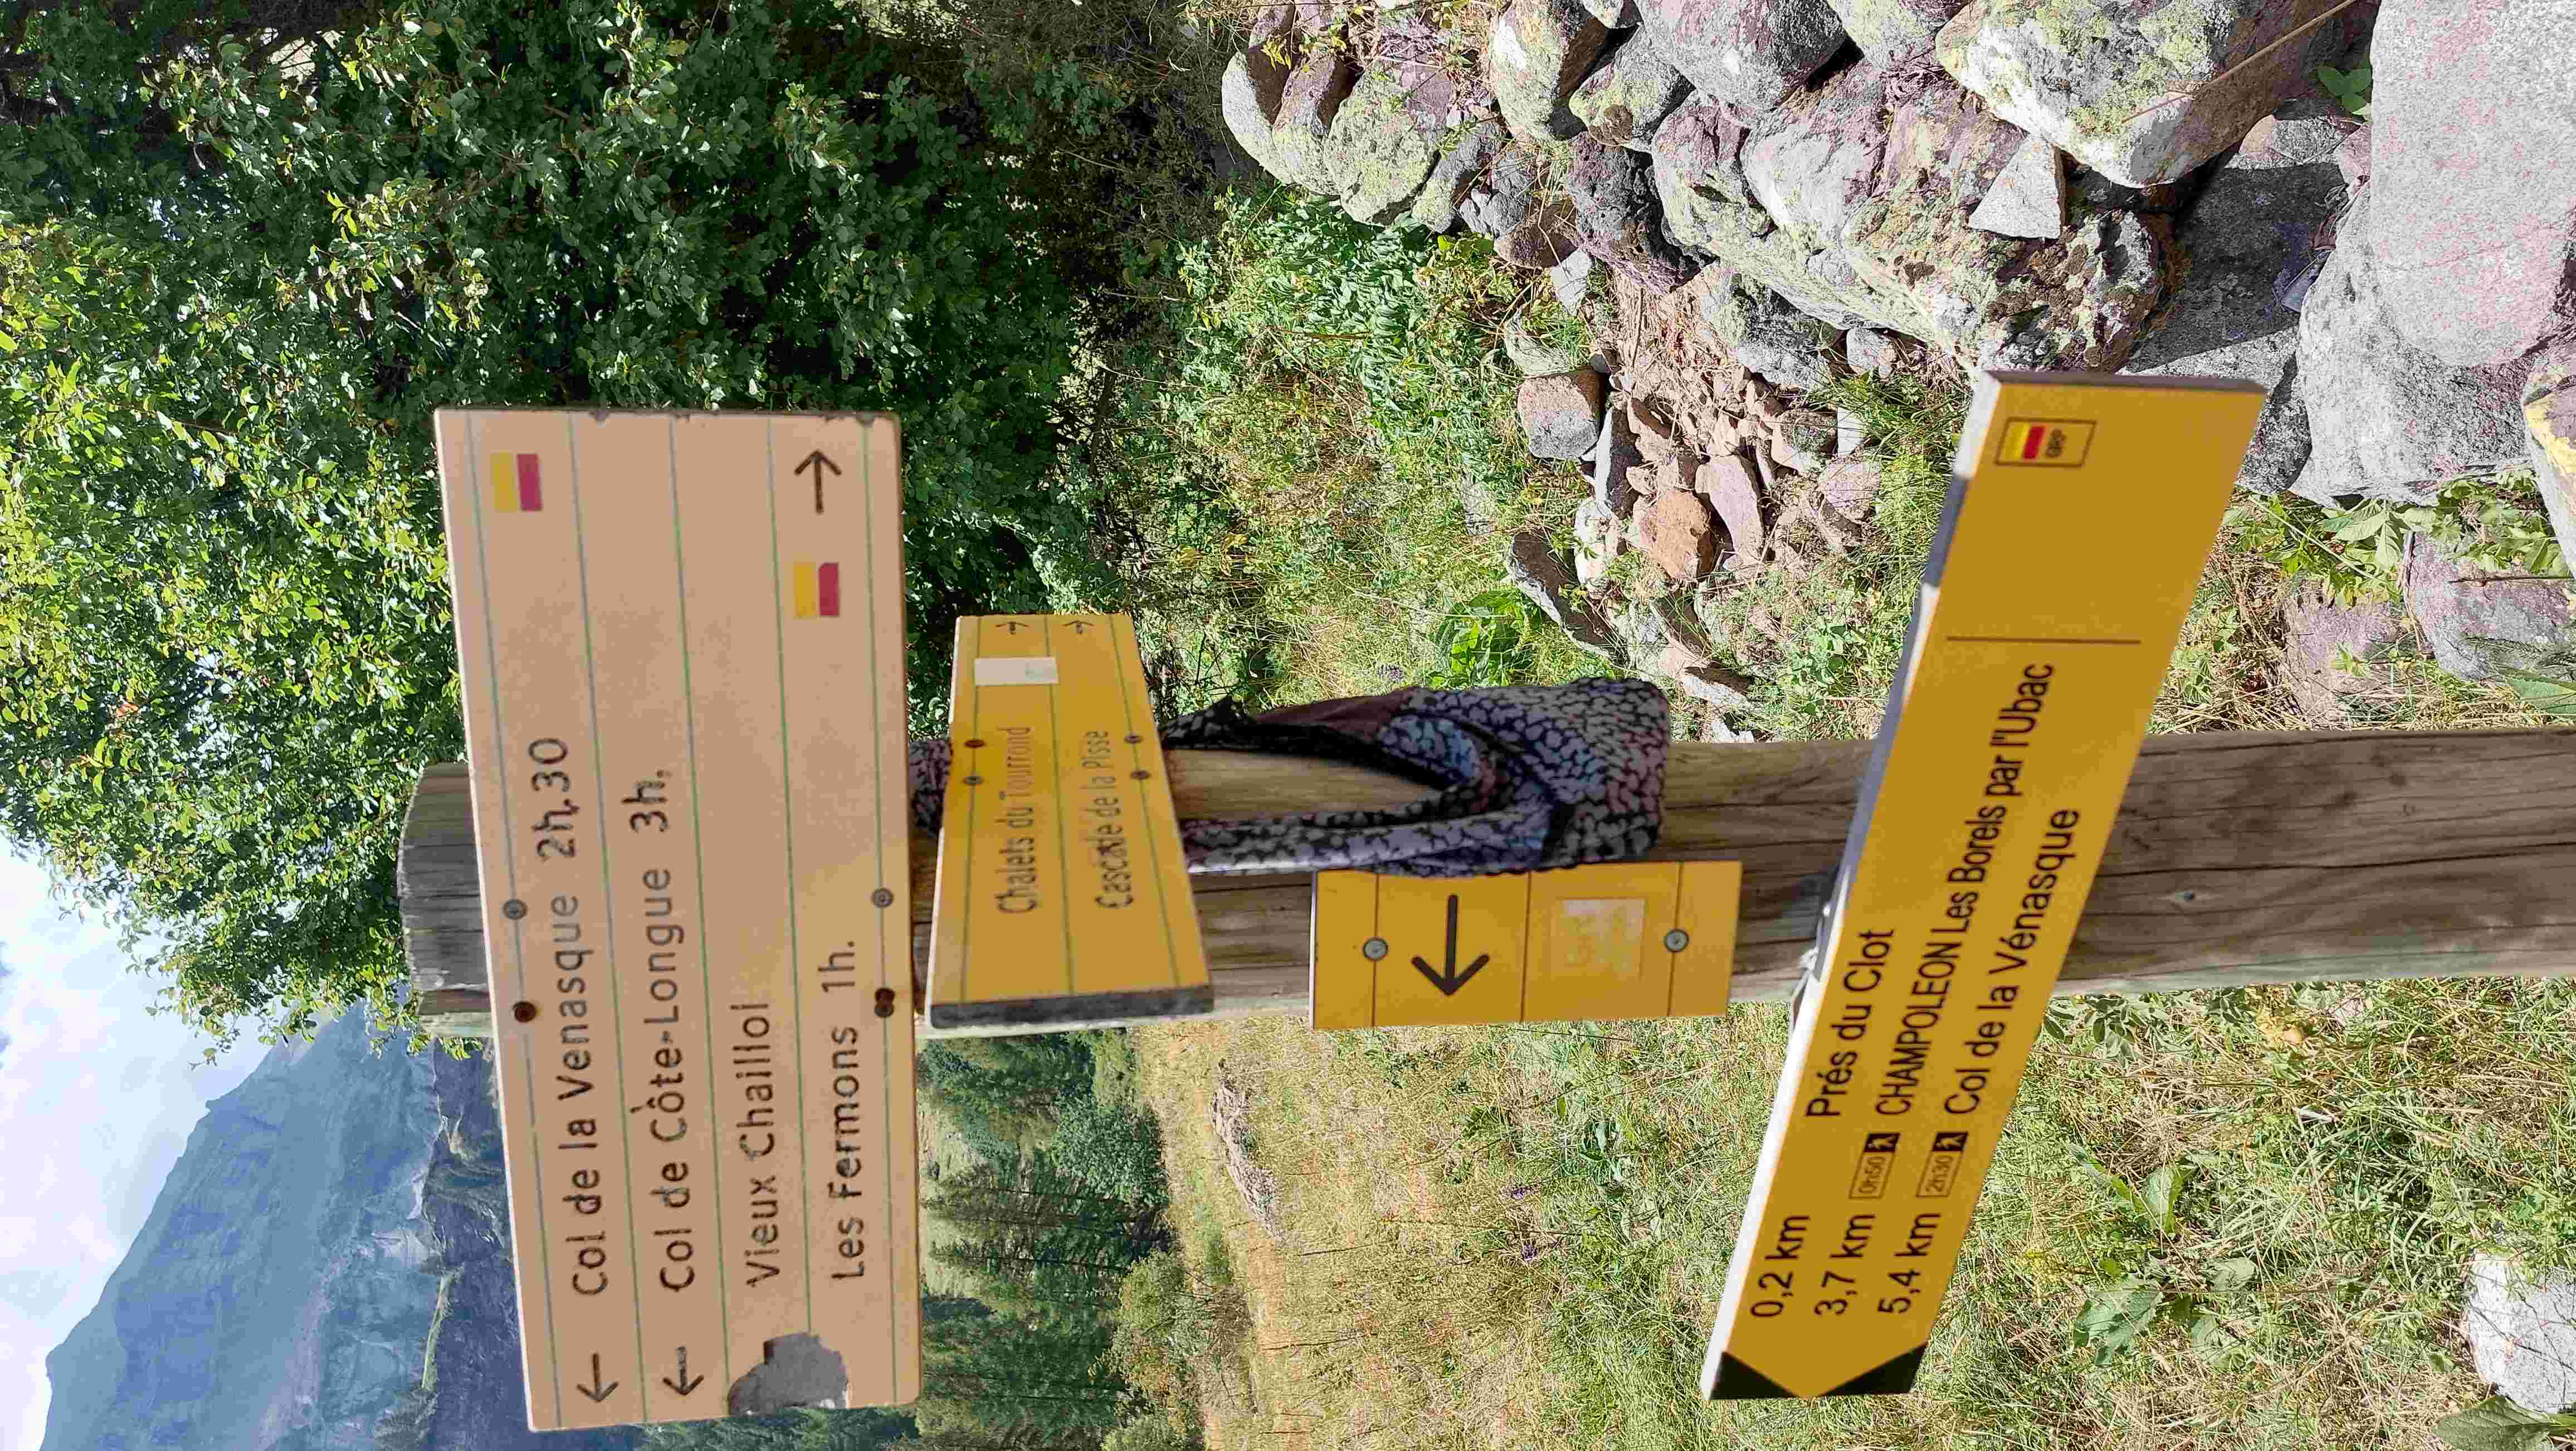 ← Col de la Venasque 2h.30
← Col de Côte-Longue 3h.
Vieux Chaillol
Les Fermons 1h. →
Chalets du Tourrond →
Cascade de la Pisse →
←
0,2 km Prés du Clot
3,7 km 0h50 CHAMPOLEON Les Borels par l'Ubac
5,4 km 2h30 Col de la Vénasque
GRP